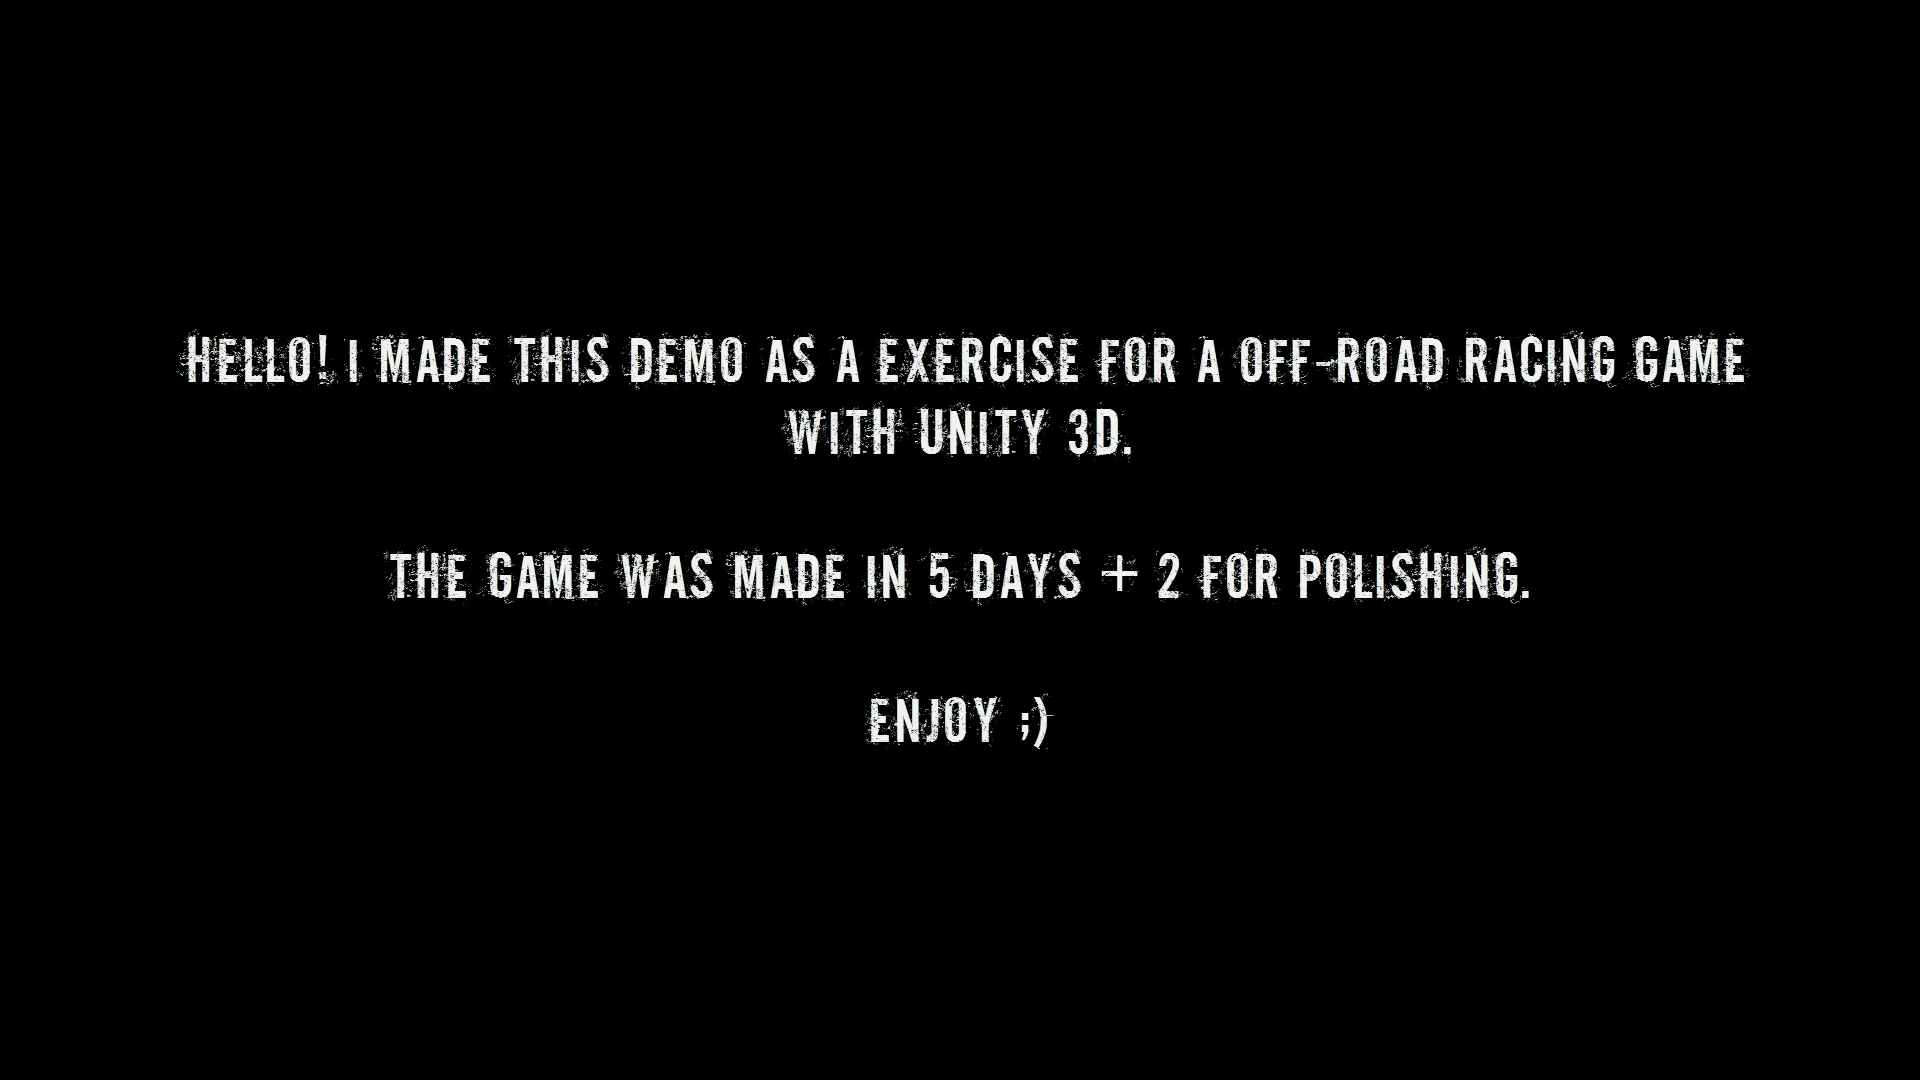 HELLO! I MADE THIS DEMO AS A EXERCISE FOR A OFF-ROAD RACING GAME
WITH UNITY 3D.
THE GAME WAS MADE IN 5 DAYS + 2 FOR POLISHING.
ENJOY ;)